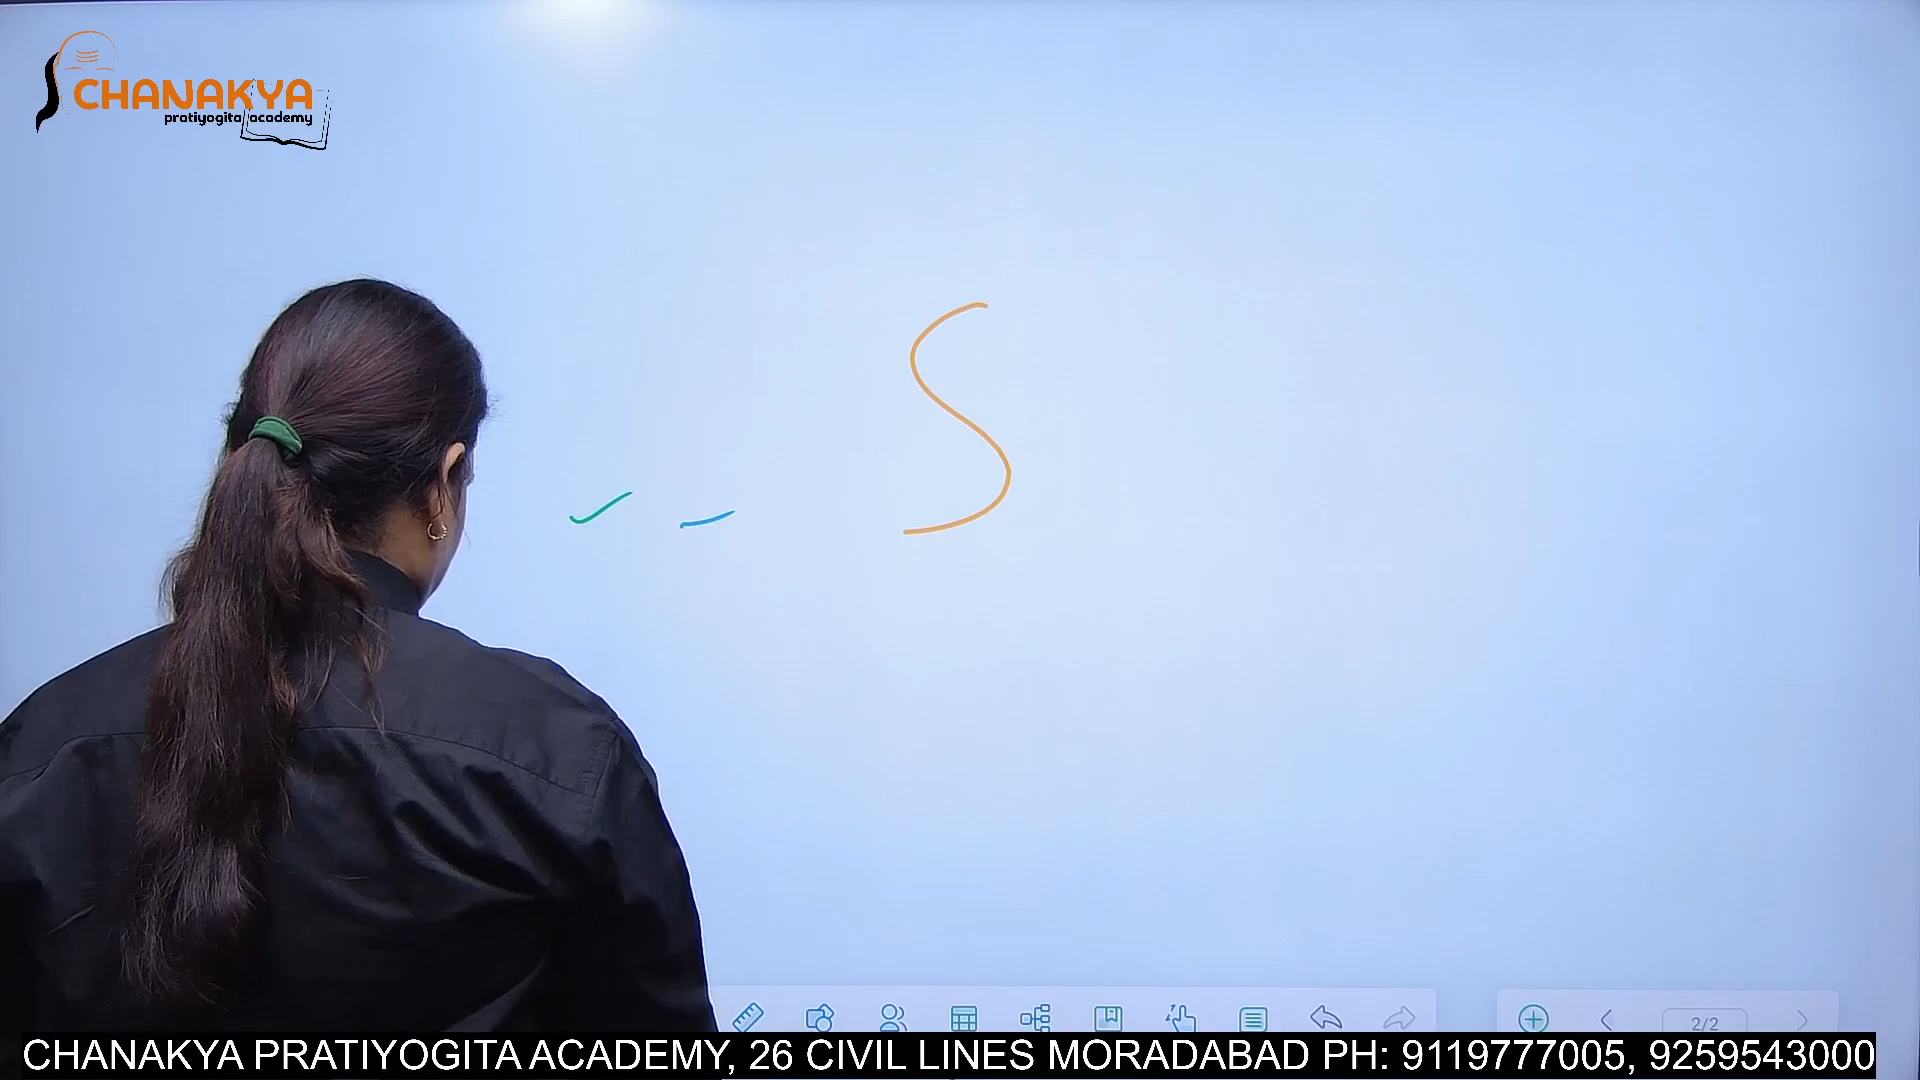 CHANAKYA
pratiyogita academy
S
2/2
CHANAKYA PRATIYOGITA ACADEMY, 26 CIVIL LINES MORADABAD PH: 9119777005, 9259543000